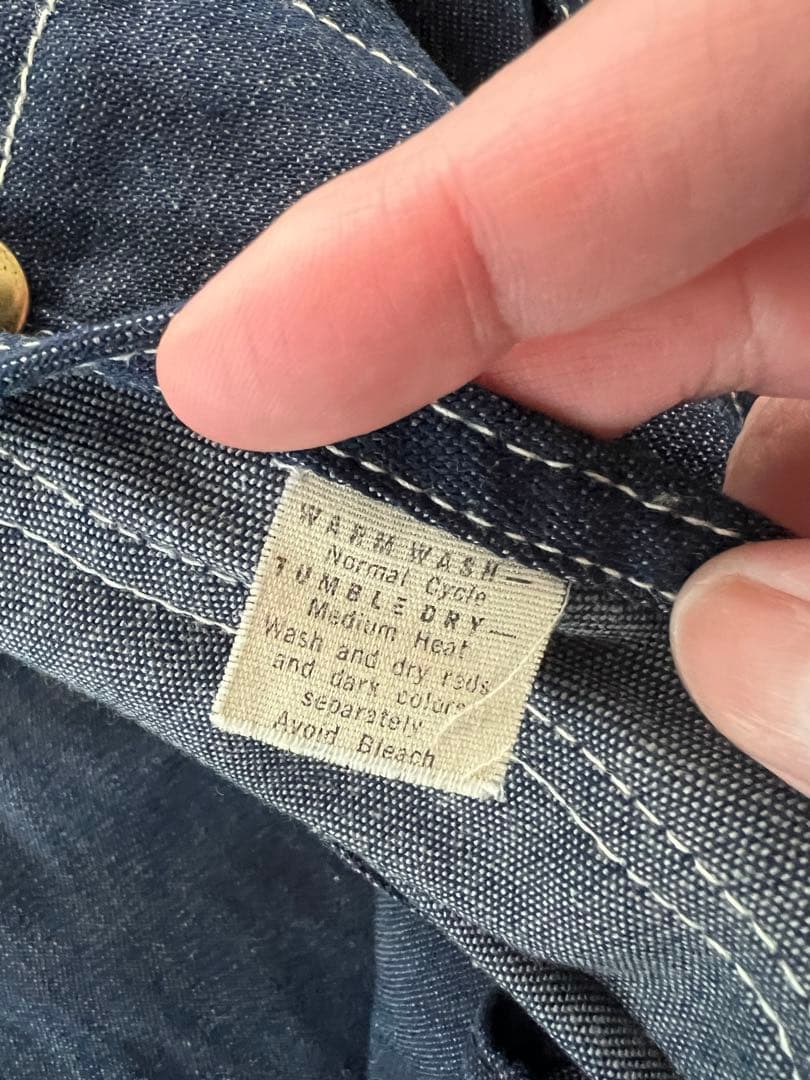 WARM WASH—
Normal Cycle
TUMBLE DRY—
Medium Heat
Wash and dry reds
and dark colors
separately
Avoid Bleach